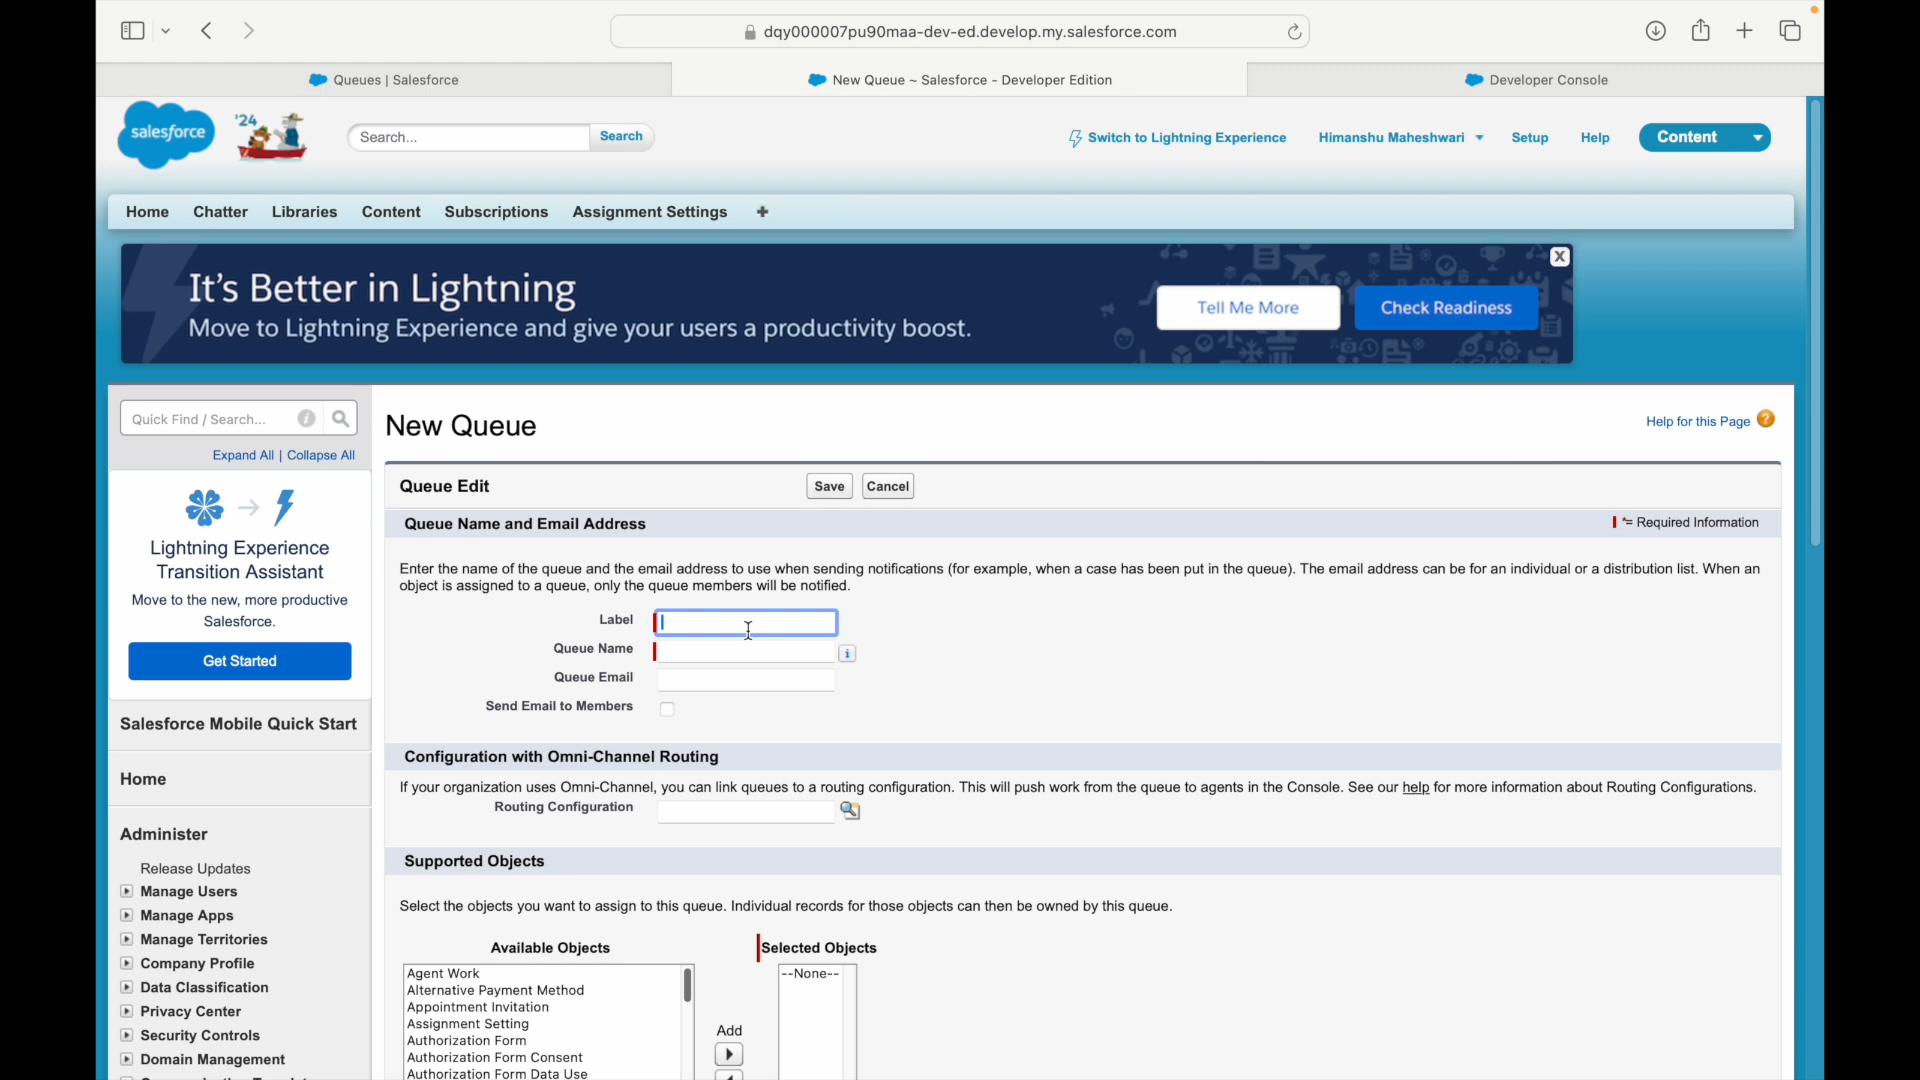 dqy000007pu90maa-dev-ed.develop.my.salesforce.com
Queues | Salesforce
New Queue ~ Salesforce - Developer Edition
Developer Console
salesforce
'24
Search...
Search
Switch to Lightning Experience
Himanshu Maheshwari
Setup
Help
Content
Home
Chatter
Libraries
Content
Subscriptions
Assignment Settings
+
It's Better in Lightning
Move to Lightning Experience and give your users a productivity boost.
Tell Me More
Check Readiness
X
Quick Find / Search...
Expand All | Collapse All
Lightning Experience
Transition Assistant
Move to the new, more productive
Salesforce.
Get Started
Salesforce Mobile Quick Start
Home
Administer
Release Updates
Manage Users
Manage Apps
Manage Territories
Company Profile
Data Classification
Privacy Center
Security Controls
Domain Management
New Queue
Help for this Page ?
Queue Edit
Save
Cancel
Queue Name and Email Address
*= Required Information
Enter the name of the queue and the email address to use when sending notifications (for example, when a case has been put in the queue). The email address can be for an individual or a distribution list. When an
object is assigned to a queue, only the queue members will be notified.
Label
Queue Name
i
Queue Email
Send Email to Members
Configuration with Omni-Channel Routing
If your organization uses Omni-Channel, you can link queues to a routing configuration. This will push work from the queue to agents in the Console. See our help for more information about Routing Configurations.
Routing Configuration
Supported Objects
Select the objects you want to assign to this queue. Individual records for those objects can then be owned by this queue.
Available Objects
Agent Work
Alternative Payment Method
Appointment Invitation
Assignment Setting
Authorization Form
Authorization Form Consent
Authorization Form Data Use
Add
Selected Objects
--None--